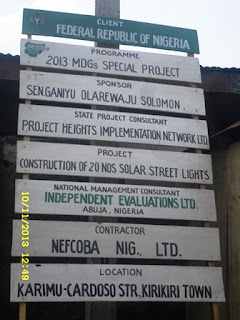 CLIENT
FEDERAL REPUBLIC OF NIGERIA
PROGRAMME
2013 MDGs SPECIAL PROJECT
SPONSOR
SENGANIYU OLAREWAJU SOLOMON
STATE PROJECT CONSULTANT
PROJECT HEIGHTS IMPLEMENTATION NETWORK LTD
PROJECT
CONSTRUCTION OF 20 NOS SOLAR STREET LIGHTS
NATIONAL MANAGEMENT CONSULTANT
INDEPENDENT EVALUATIONS LTD.
ABUJA, NIGERIA
CONTRACTOR
NEFCOBA NIG., LTD.
LOCATION
KARIMU-CARDOSO STR., KIRIKIRI TOWN
10/11/2013 12:49